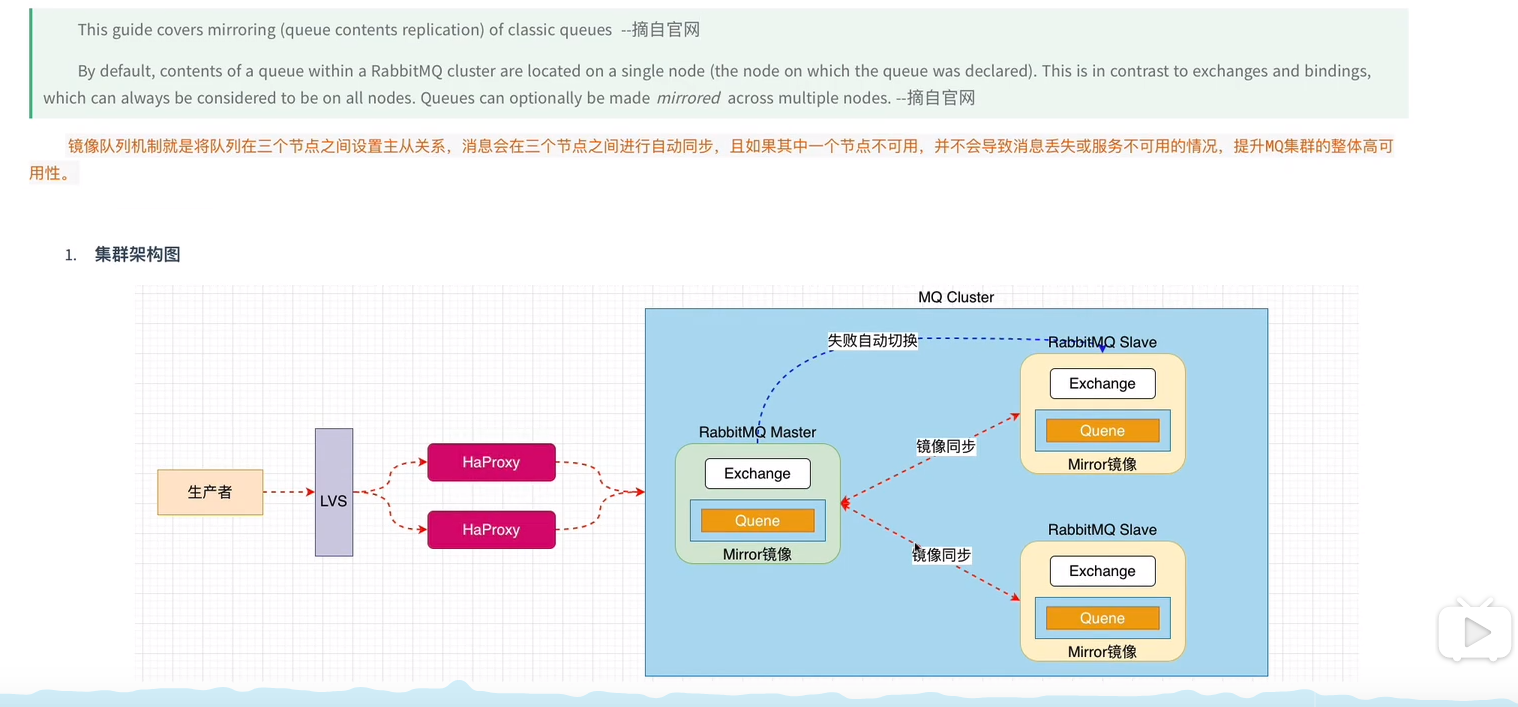 This guide covers mirroring (queue contents replication) of classic queues --摘自官网
By default, contents of a queue within a RabbitMQ cluster are located on a single node (the node on which the queue was declared). This is in contrast to exchanges and bindings,
which can always be considered to be on all nodes. Queues can optionally be made mirrored across multiple nodes. --摘自官网
镜像队列机制就是将队列在三个节点之间设置主从关系，消息会在三个节点之间进行自动同步，且如果其中一个节点不可用，并不会导致消息丢失或服务不可用的情况，提升MQ集群的整体高可
用性。
1. 集群架构图
MQ Cluster
失败自动切换
RabbitMQ Slave
Exchange
Quene
Mirror镜像
RabbitMQ Master
Exchange
Quene
Mirror镜像
镜像同步
镜像同步
生产者
LVS
HaProxy
HaProxy
RabbitMQ Slave
Exchange
Quene
Mirror镜像